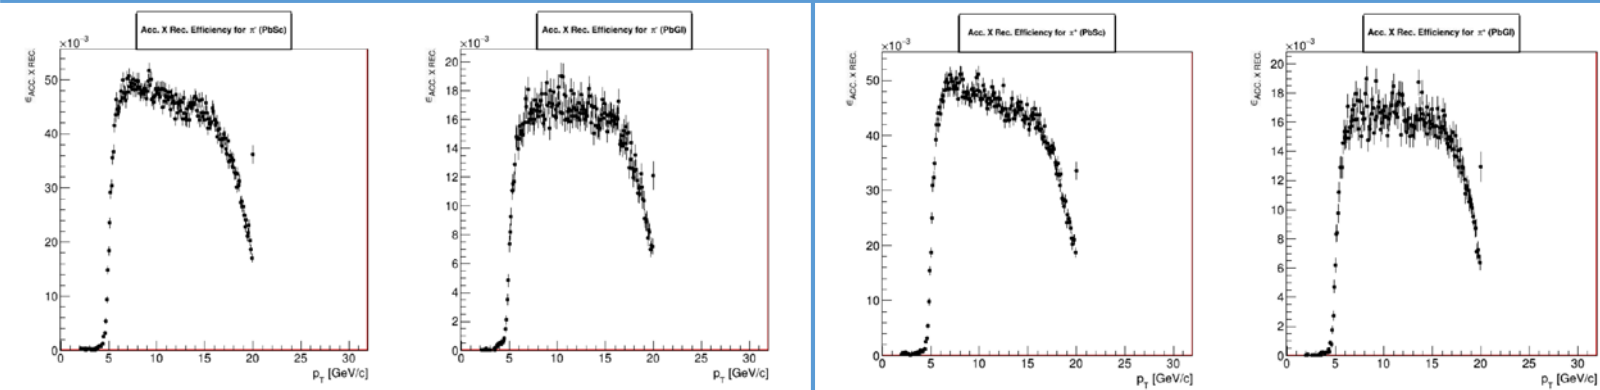 Acc. X Rec. Efficiency for π⁻ (PbSc)
×10⁻³
ε ACC. X REC.
50
40
30
20
10
0
0 5 10 15 20 25 30
p_T [GeV/c]
Acc. X Rec. Efficiency for π⁻ (PbGl)
×10⁻³
ε ACC. X REC.
20
18
16
14
12
10
8
6
4
2
0
0 5 10 15 20 25 30
p_T [GeV/c]
Acc. X Rec. Efficiency for π⁺ (PbSc)
×10⁻³
ε ACC. X REC.
50
40
30
20
10
0
0 5 10 15 20 25 30
p_T [GeV/c]
Acc. X Rec. Efficiency for π⁺ (PbGl)
×10⁻³
ε ACC. X REC.
20
18
16
14
12
10
8
6
4
2
0
0 5 10 15 20 25 30
p_T [GeV/c]